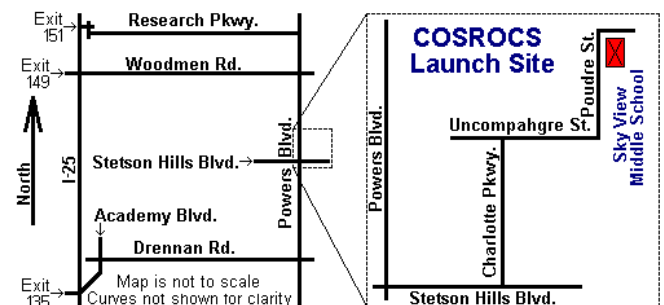 Exit
151
Research Pkwy.
Exit
149
Woodmen Rd.
North
I-25
Stetson Hills Blvd.
Powers Blvd.
Academy Blvd.
Drennan Rd.
Exit
135
Map is not to scale
Curves not shown for clarity
COSROCS
Launch Site
Powers Blvd.
Uncompahgre St.
Poudre St.
Sky View
Middle School
Charlotte Pkwy.
Stetson Hills Blvd.